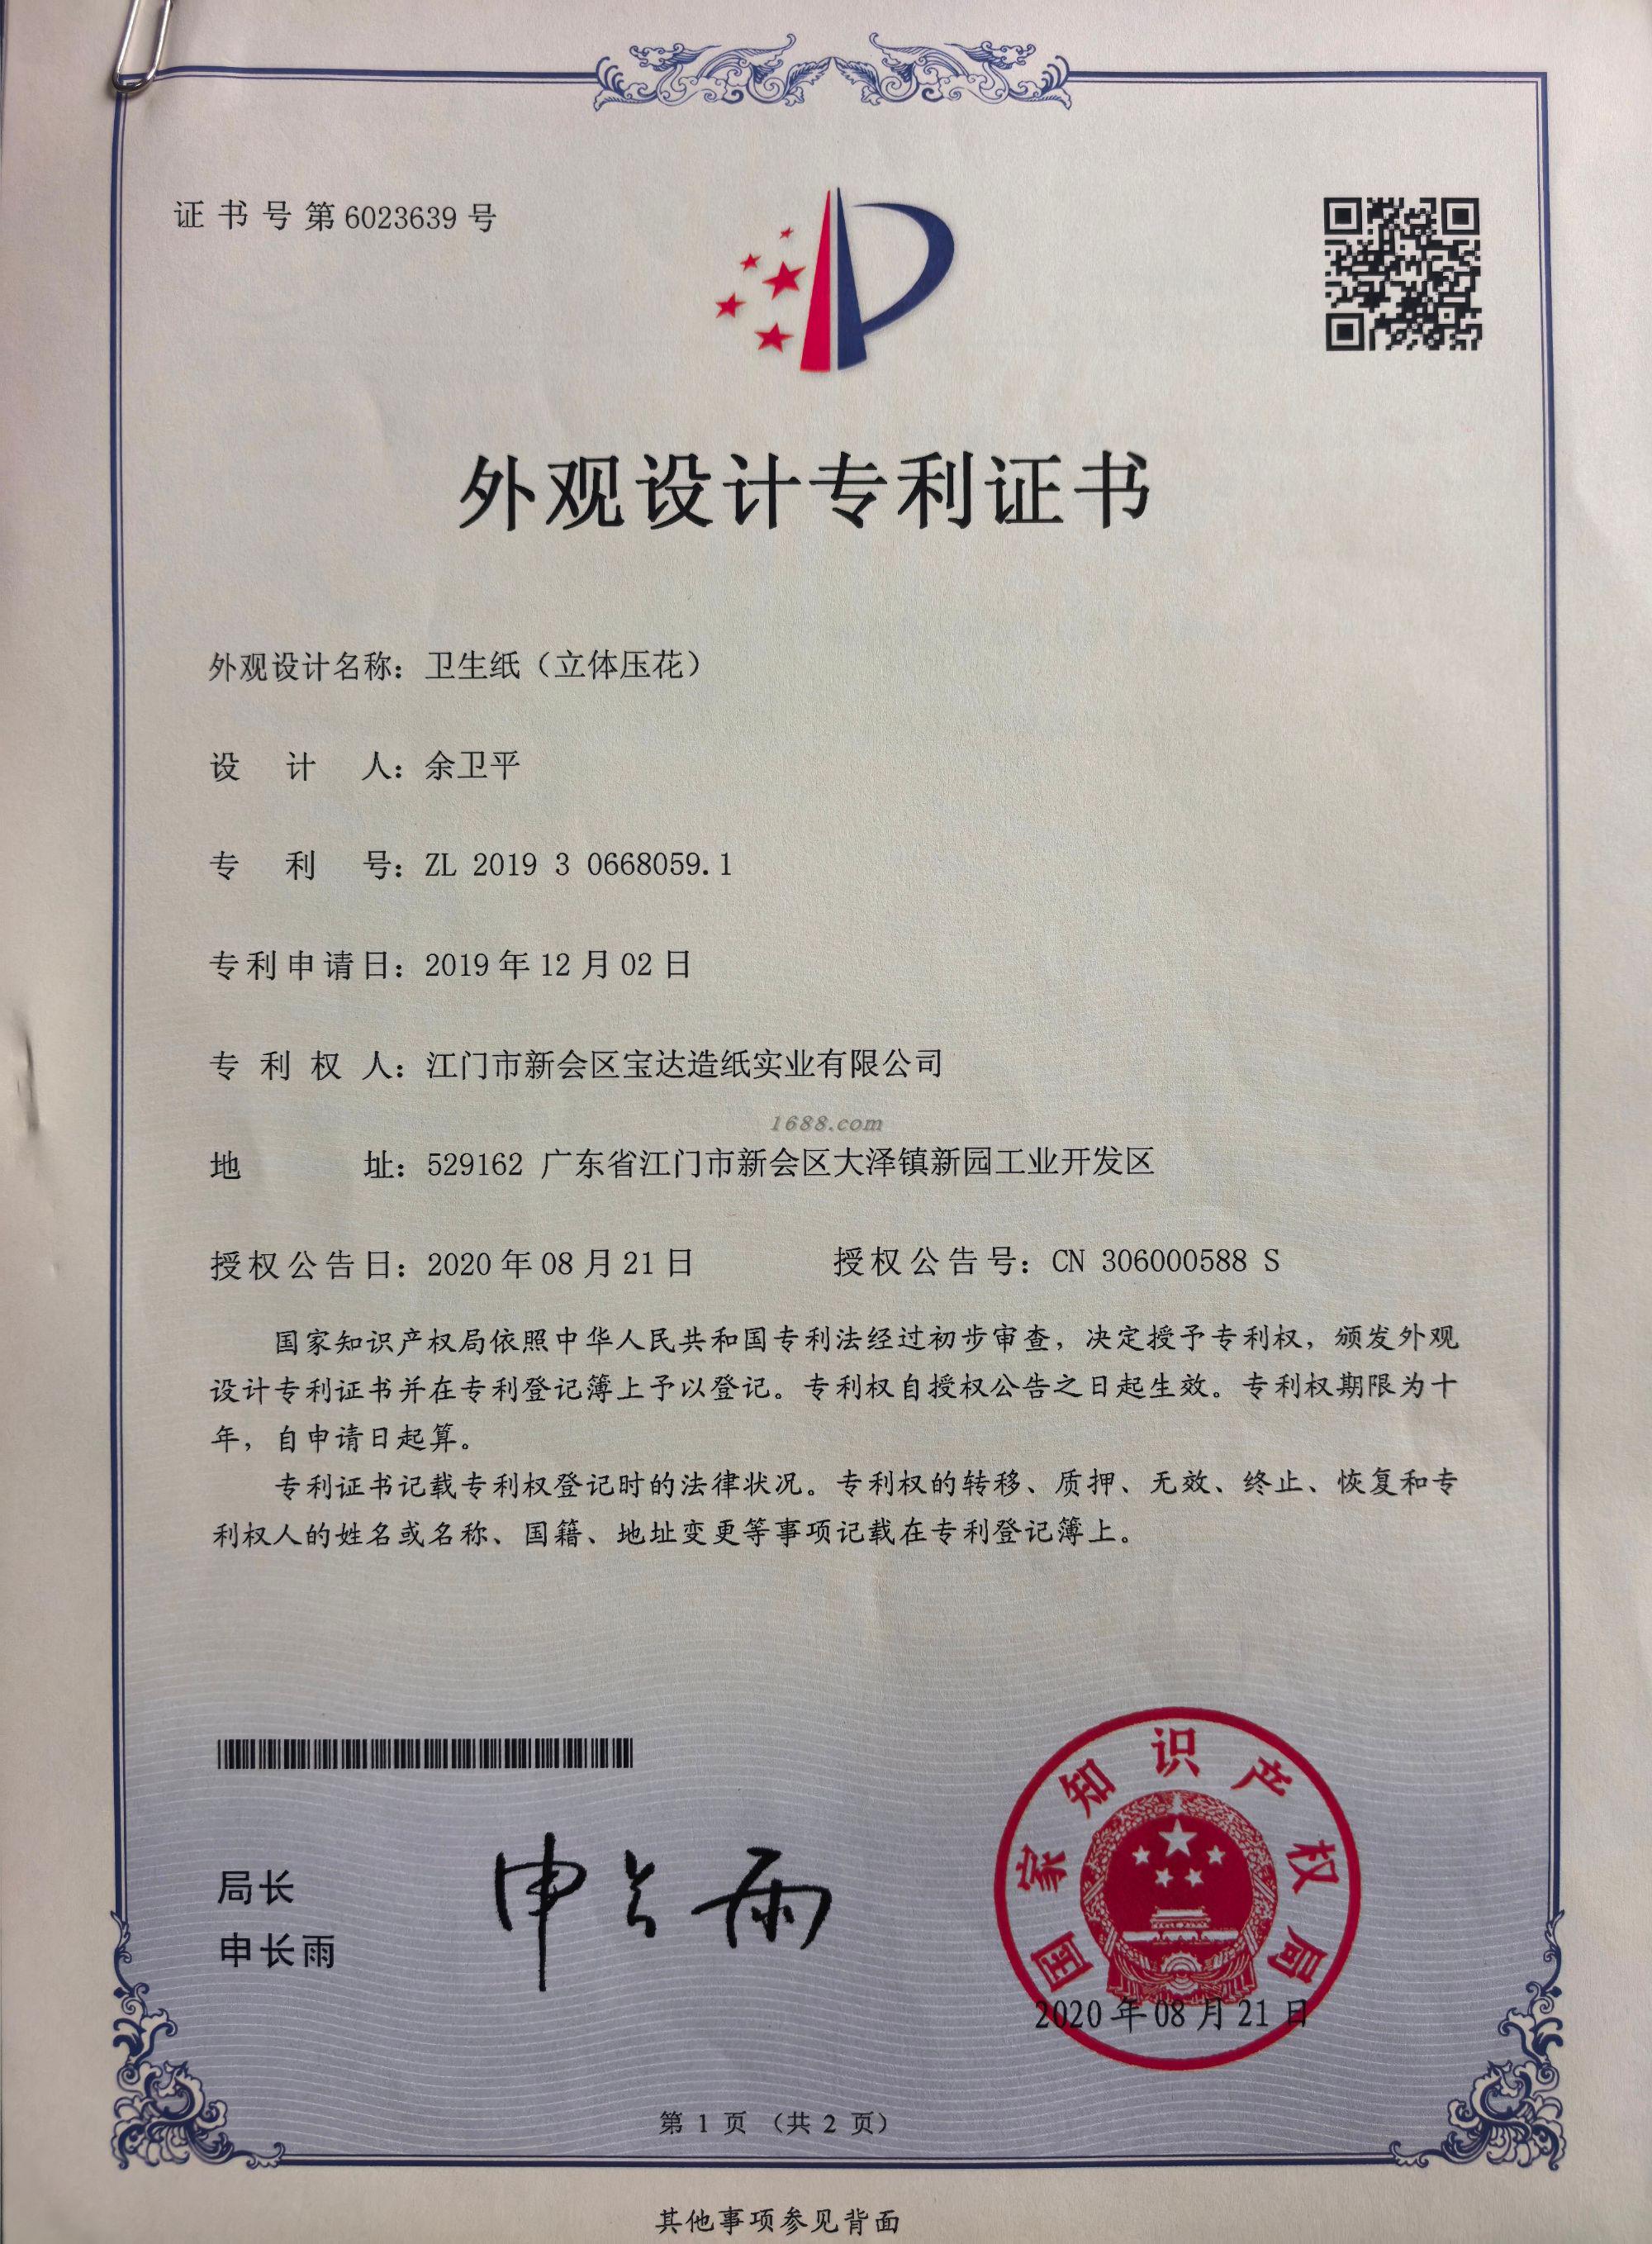 证书号第6023639号
外观设计专利证书
外观设计名称：卫生纸（立体压花）
设计人：余卫平
专利号：ZL 2019 3 0668059.1
专利申请日：2019年12月02日
专利权人：江门市新会区宝达造纸实业有限公司
1688.com
地址：529162 广东省江门市新会区大泽镇新园工业开发区
授权公告日：2020年08月21日 授权公告号：CN 306000588 S
国家知识产权局依照中华人民共和国专利法经过初步审查，决定授予专利权，颁发外观
设计专利证书并在专利登记簿上予以登记。专利权自授权公告之日起生效。专利权期限为十
年，自申请日起算。
专利证书记载专利权登记时的法律状况。专利权的转移、质押、无效、终止、恢复和专
利权人的姓名或名称、国籍、地址变更等事项记载在专利登记簿上。
局长
申长雨
申长雨
国家知识产权局
2020年08月21日
第 1 页 （共 2 页）
其他事项参见背面